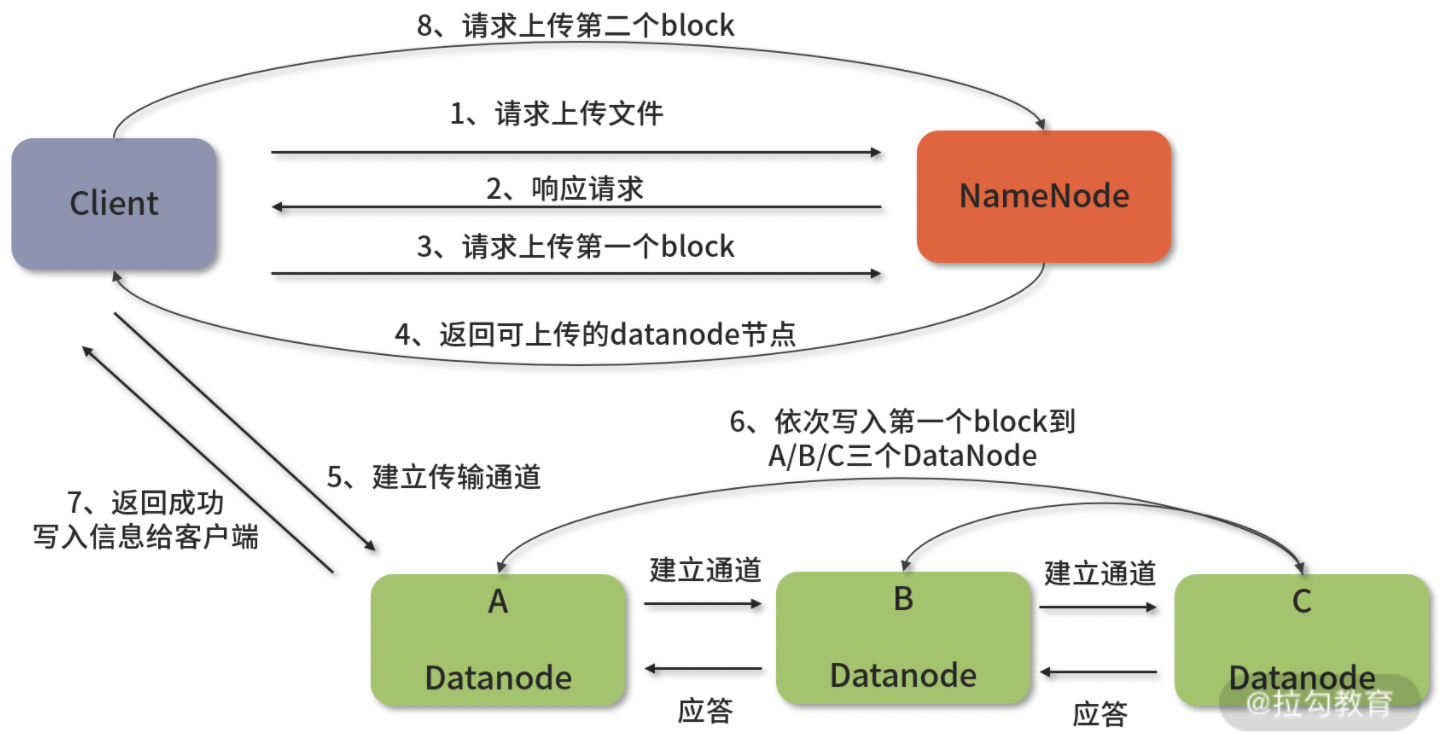 8、请求上传第二个block
1、请求上传文件
Client
2、响应请求
NameNode
3、请求上传第一个block
4、返回可上传的datanode节点
6、依次写入第一个block到
A/B/C三个DataNode
5、建立传输通道
7、返回成功
写入信息给客户端
建立通道
建立通道
A
Datanode
B
Datanode
C
Datanode
应答
应答
@拉勾教育